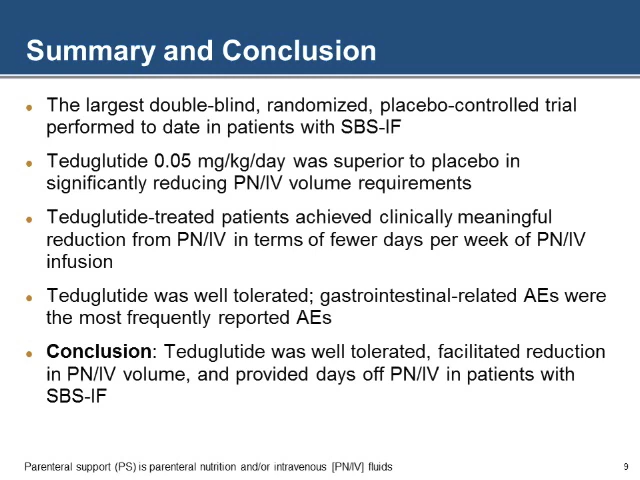 Summary and Conclusion
The largest double-blind, randomized, placebo-controlled trial
performed to date in patients with SBS-IF
Teduglutide 0.05 mg/kg/day was superior to placebo in
significantly reducing PN/IV volume requirements
Teduglutide-treated patients achieved clinically meaningful
reduction from PN/IV in terms of fewer days per week of PN/IV
infusion
Teduglutide was well tolerated; gastrointestinal-related AEs were
the most frequently reported AEs
Conclusion: Teduglutide was well tolerated, facilitated reduction
in PN/IV volume, and provided days off PN/IV in patients with
SBS-IF
Parenteral support (PS) is parenteral nutrition and/or intravenous [PN/IV] fluids
9